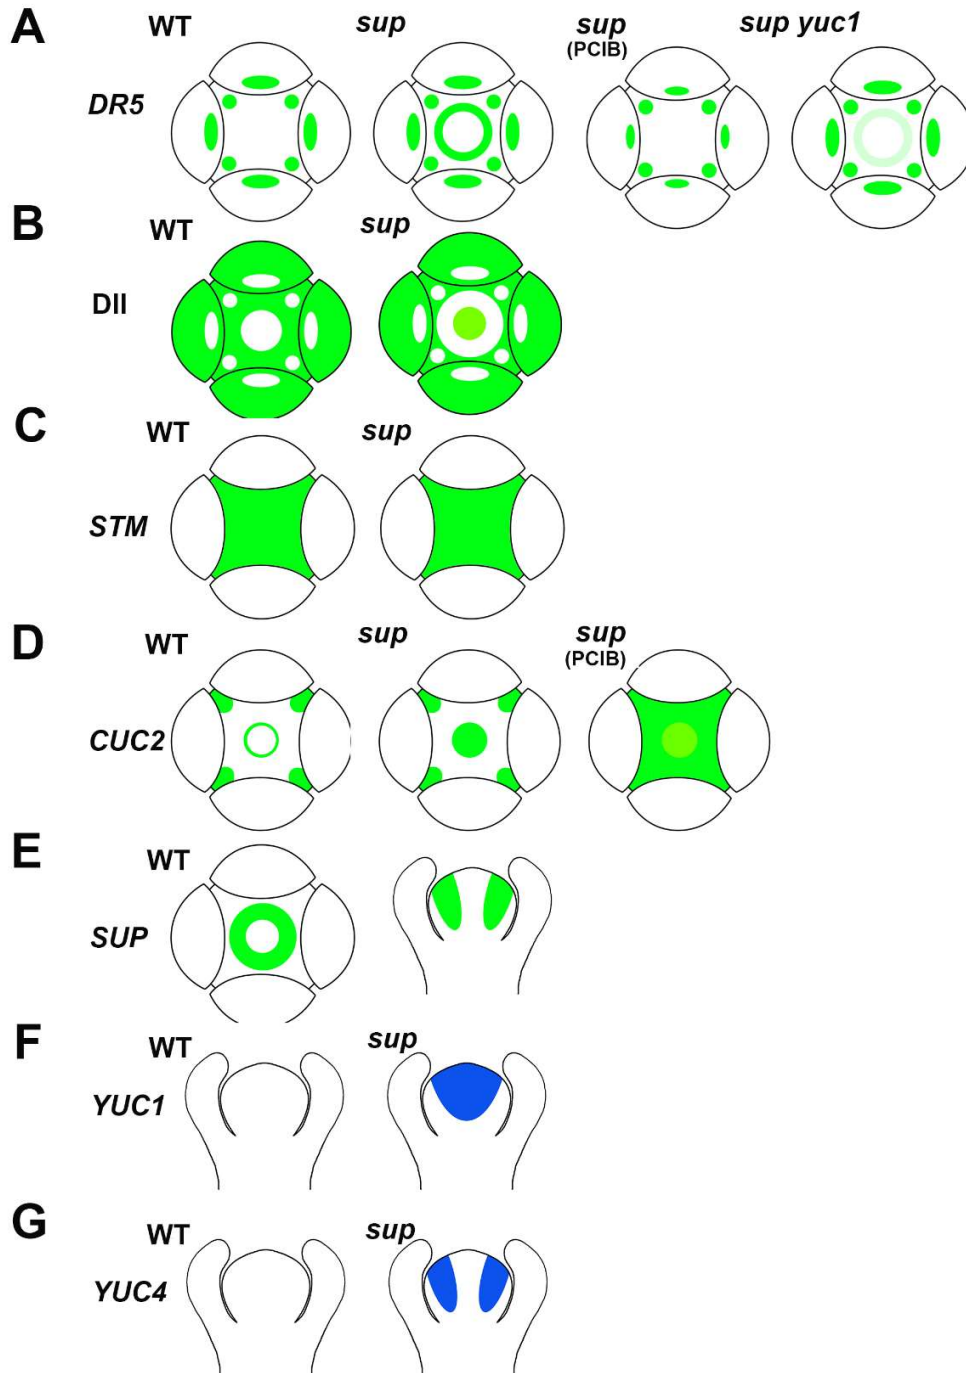 A
WT
sup
sup
(PCIB)
sup yuc1
DR5
B
WT
sup
DII
C
WT
sup
STM
D
WT
sup
sup
(PCIB)
CUC2
E
WT
SUP
F
WT
sup
YUC1
G
WT
sup
YUC4